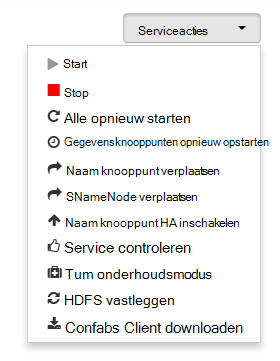 Serviceacties
Start
Stop
Alle opnieuw starten
Gegevensknooppunten opnieuw opstarten
Naam knooppunt verplaatsen
SNameNode verplaatsen
Naam knooppunt HA inschakelen
Service controleren
Tum onderhoudsmodus
HDFS vastleggen
Confabs Client downloaden